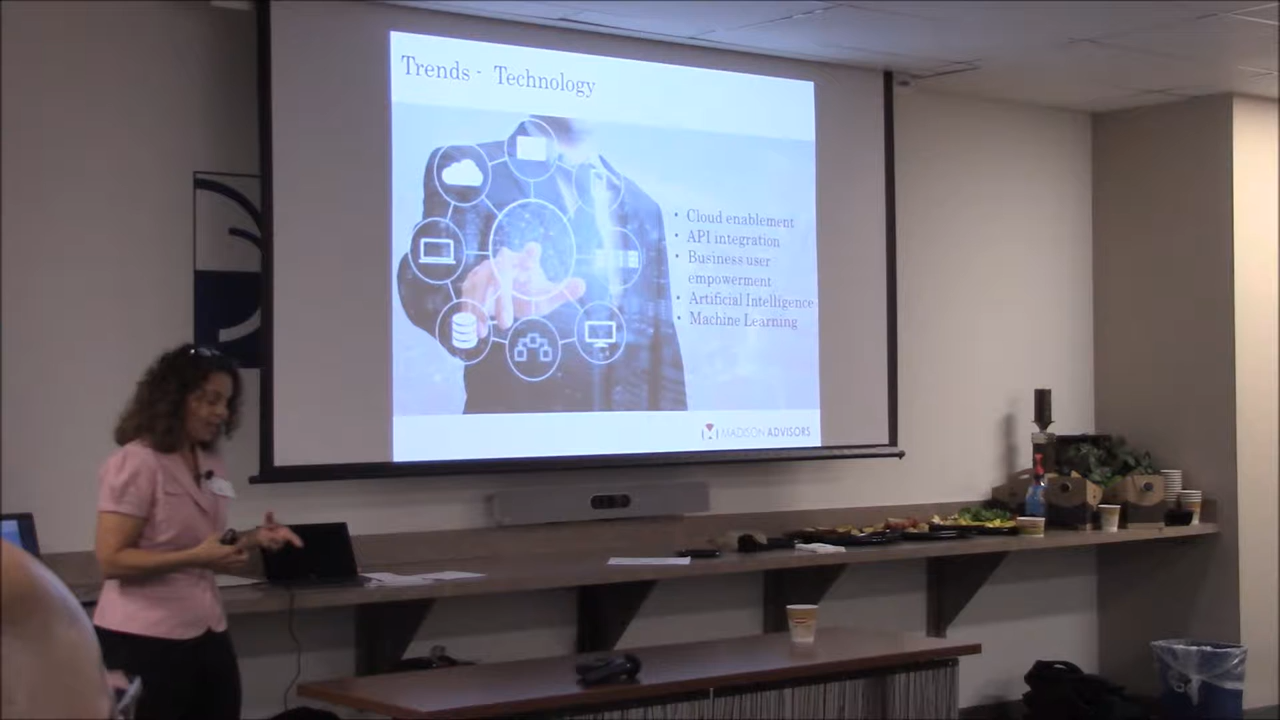 Trends - Technology
• Cloud enablement
• API integration
• Business user
empowerment
• Artificial Intelligence
• Machine Learning
MADISON ADVISORS